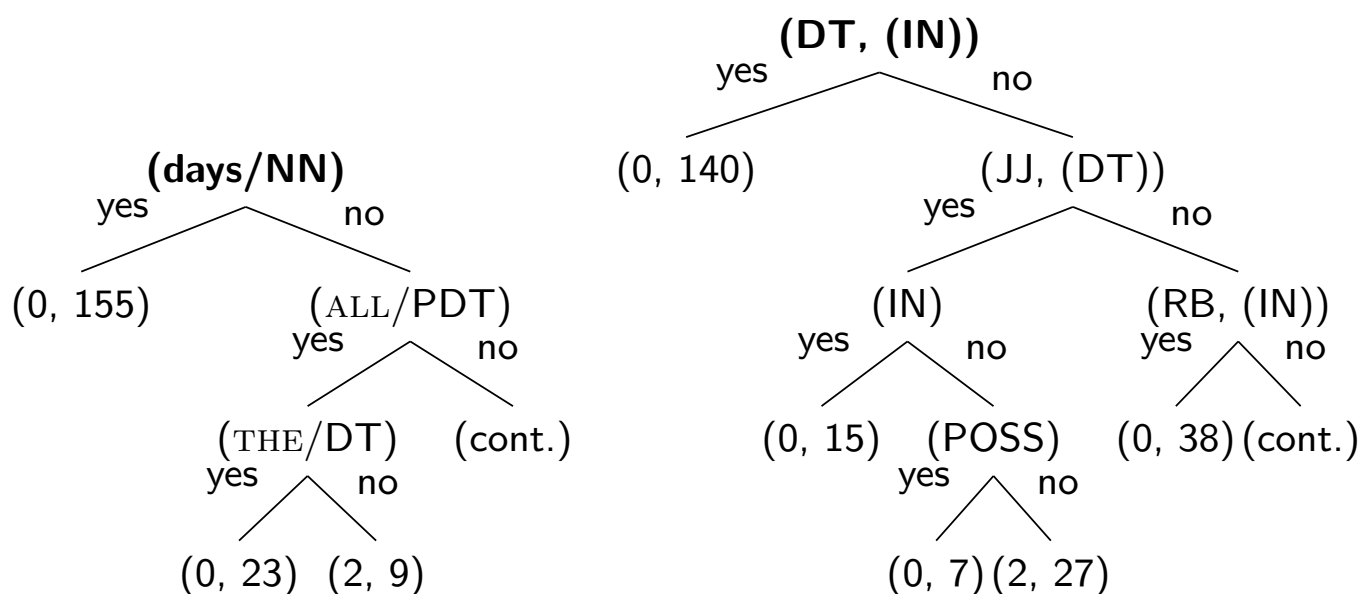 (days/NN)
yes no
(0, 155) (ALL/PDT)
yes no
(THE/DT) (cont.)
yes no
(0, 23) (2, 9)
(DT, (IN))
yes no
(0, 140) (JJ, (DT))
yes no
(IN) (RB, (IN))
yes no yes no
(0, 15) (POSS) (0, 38) (cont.)
yes no
(0, 7) (2, 27)